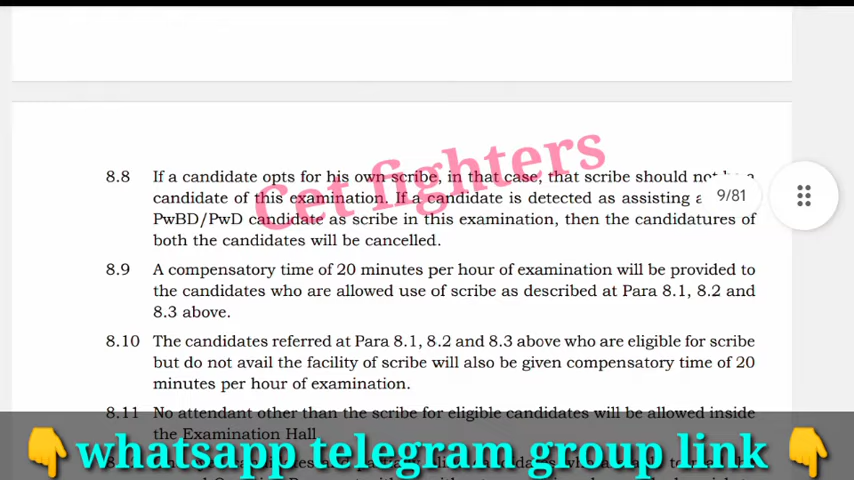 8.8 If a candidate opts for his own scribe, in that case, that scribe should not be a
candidate of this examination. If a candidate is detected as assisting a
PwBD/PwD candidate as scribe in this examination, then the candidatures of
both the candidates will be cancelled.
Cet fighters
9/81
8.9 A compensatory time of 20 minutes per hour of examination will be provided to
the candidates who are allowed use of scribe as described at Para 8.1, 8.2 and
8.3 above.
8.10 The candidates referred at Para 8.1, 8.2 and 8.3 above who are eligible for scribe
but do not avail the facility of scribe will also be given compensatory time of 20
minutes per hour of examination.
8.11 No attendant other than the scribe for eligible candidates will be allowed inside
the Examination Hall
whatsapp telegram group link